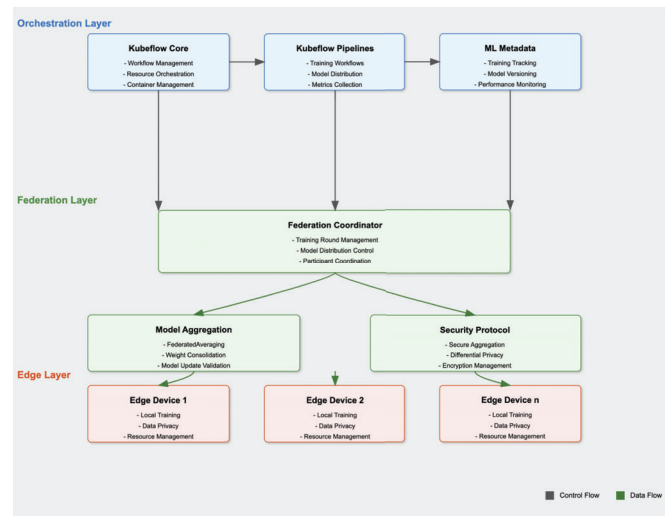 Orchestration Layer
Kubeflow Core
- Workflow Management
- Resource Orchestration
- Container Management
Kubeflow Pipelines
- Training Workflows
- Model Distribution
- Metrics Collection
ML Metadata
- Training Tracking
- Model Versioning
- Performance Monitoring
Federation Layer
Federation Coordinator
- Training Round Management
- Model Distribution Control
- Participant Coordination
Model Aggregation
- FederatedAveraging
- Weight Consolidation
- Model Update Validation
Security Protocol
- Secure Aggregation
- Differential Privacy
- Encryption Management
Edge Layer
Edge Device 1
- Local Training
- Data Privacy
- Resource Management
Edge Device 2
- Local Training
- Data Privacy
- Resource Management
Edge Device n
- Local Training
- Data Privacy
- Resource Management
Control Flow
Data Flow